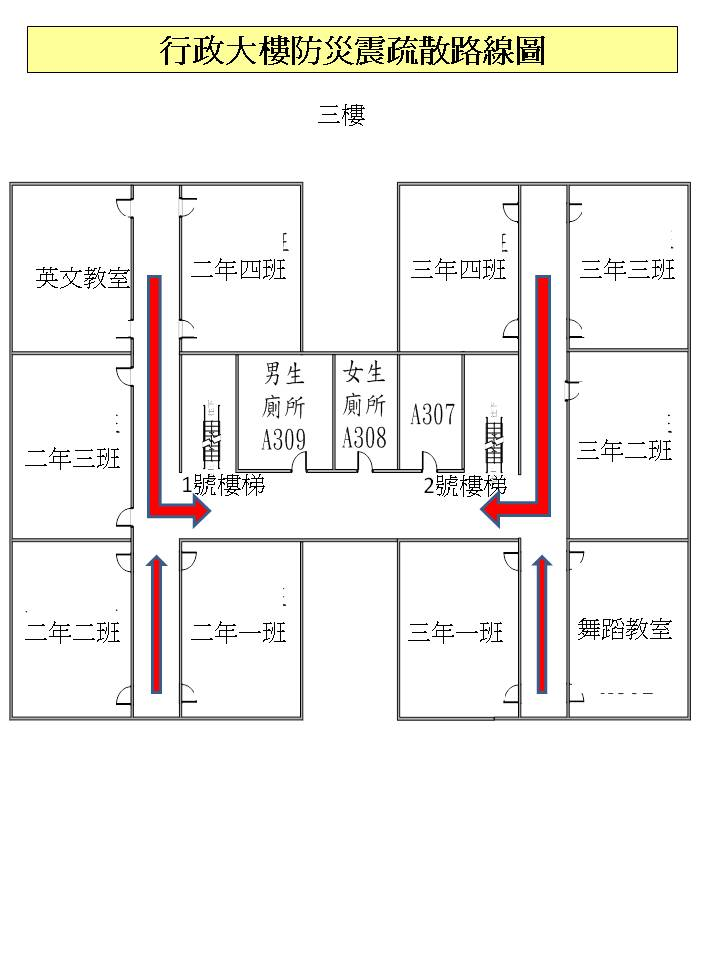 行政大樓防災震疏散路線圖
三樓
英文教室
二年四班
三年四班
三年三班
男生
廁所
A309
女生
廁所
A308
A307
二年三班
三年二班
1號樓梯
2號樓梯
二年二班
二年一班
三年一班
舞蹈教室